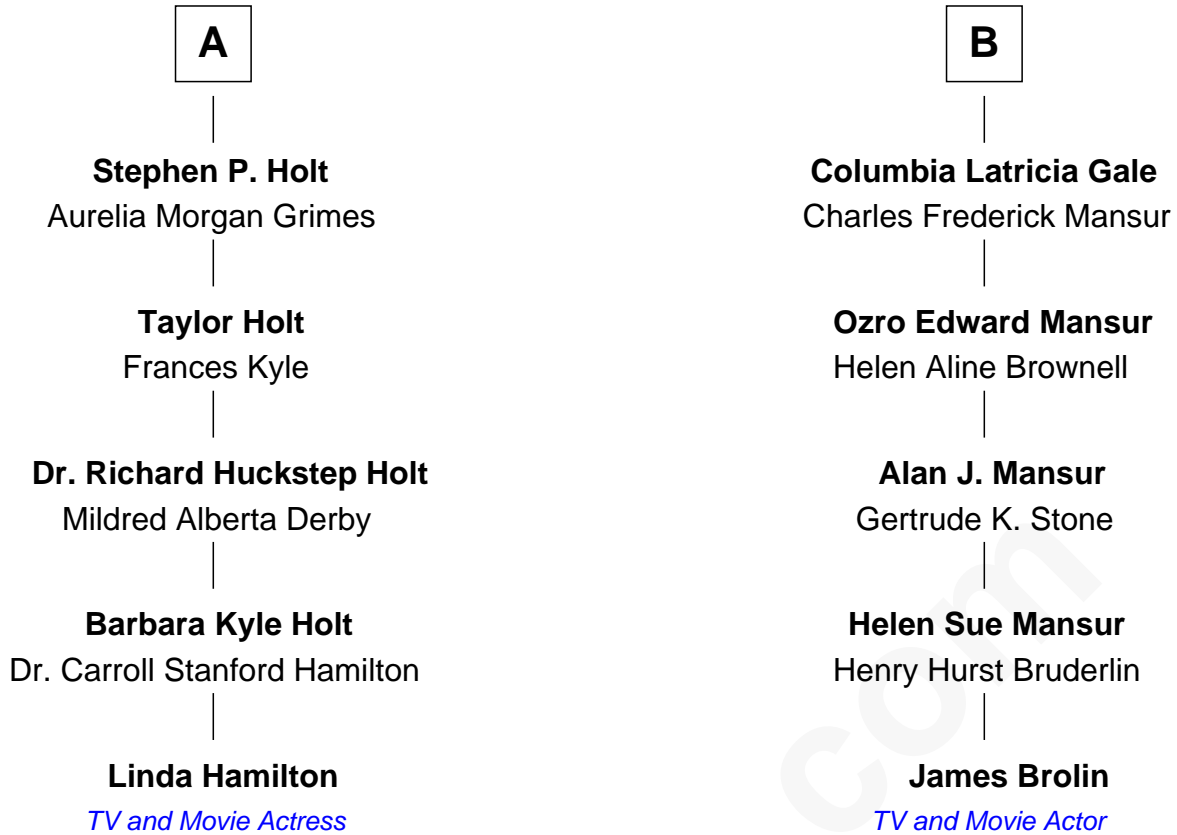 A
Stephen P. Holt
Aurelia Morgan Grimes
Taylor Holt
Frances Kyle
Dr. Richard Huckstep Holt
Mildred Alberta Derby
Barbara Kyle Holt
Dr. Carroll Stanford Hamilton
Linda Hamilton
TV and Movie Actress
B
Columbia Latricia Gale
Charles Frederick Mansur
Ozro Edward Mansur
Helen Aline Brownell
Alan J. Mansur
Gertrude K. Stone
Helen Sue Mansur
Henry Hurst Bruderlin
James Brolin
TV and Movie Actor
com